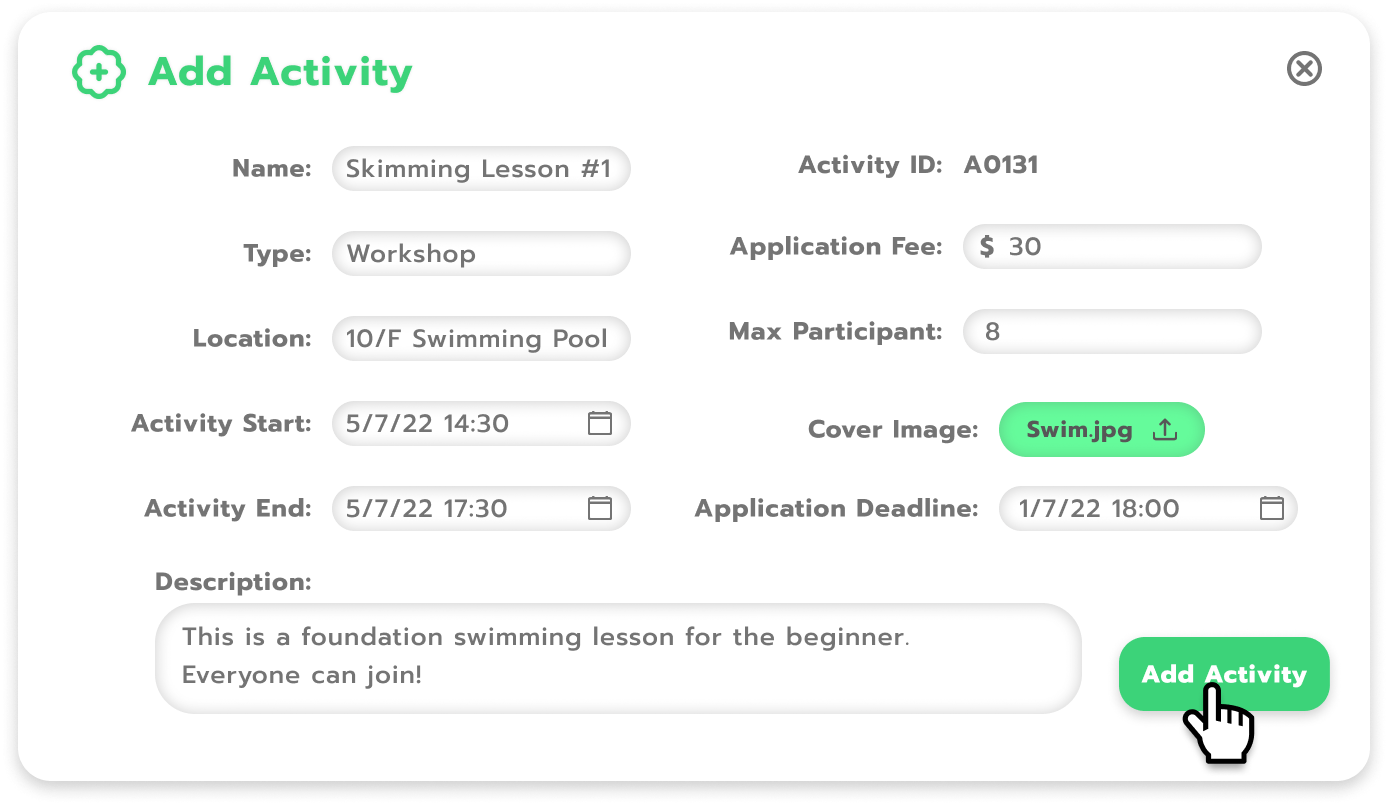 Add Activity
Name: Skimming Lesson #1
Activity ID: A0131
Type: Workshop
Application Fee: $ 30
Location: 10/F Swimming Pool
Max Participant: 8
Activity Start: 5/7/22 14:30
Cover Image: Swim.jpg
Activity End: 5/7/22 17:30
Application Deadline: 1/7/22 18:00
Description:
This is a foundation swimming lesson for the beginner.
Everyone can join!
Add Activity